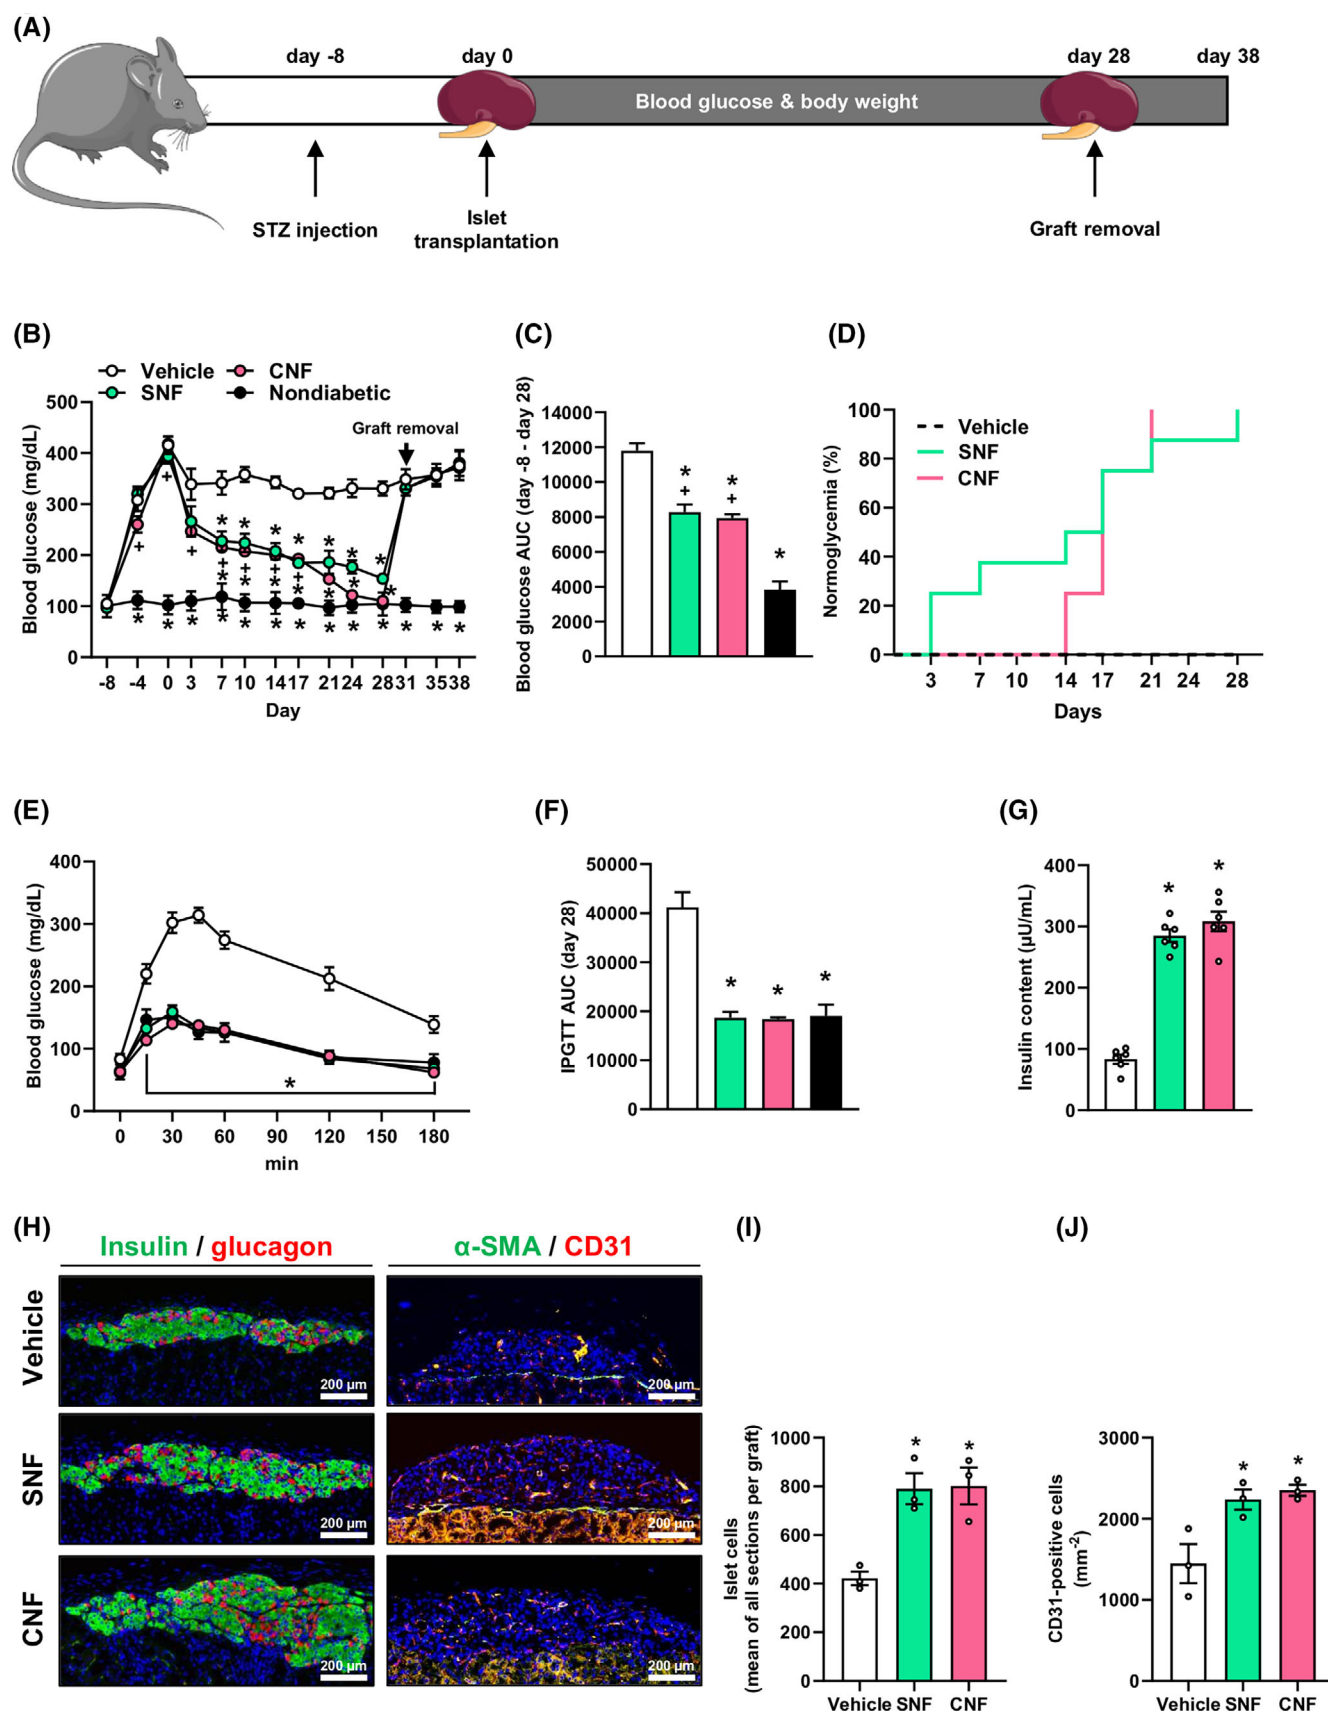 (A)
day -8
day 0
day 28
day 38
Blood glucose & body weight
STZ injection
Islet
transplantation
Graft removal
(B)
Vehicle
CNF
SNF
Nondiabetic
Graft removal
Blood glucose (mg/dL)
500
400
300
200
100
0
-8 -4 0 3 7 10 14 17 21 24 28 31 35 38
Day
(C)
Blood glucose AUC (day -8 - day 28)
14000
12000
10000
8000
6000
4000
2000
0
(D)
Normoglycemia (%)
100
80
60
40
20
0
Vehicle
SNF
CNF
3 7 10 14 17 21 24 28
Days
(E)
Blood glucose (mg/dL)
400
300
200
100
0
*
0 30 60 90 120 150 180
min
(F)
IPGTT AUC (day 28)
50000
40000
30000
20000
10000
0
* * *
(G)
Insulin content (µU/mL)
400
300
200
100
0
* *
(H)
Insulin / glucagon
α-SMA / CD31
Vehicle
200 µm
200 µm
SNF
200 µm
200 µm
CNF
200 µm
200 µm
(I)
Islet cells
(mean of all sections per graft)
1000
800
600
400
200
0
* *
Vehicle SNF CNF
(J)
CD31-positive cells
(mm-2)
3000
2000
1000
0
* *
Vehicle SNF CNF